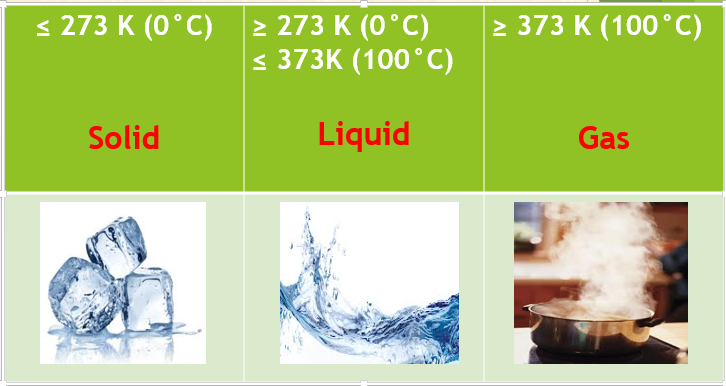 ≤ 273 K (0°C)
Solid
≥ 273 K (0°C)
≤ 373K (100°C)
Liquid
≥ 373 K (100°C)
Gas